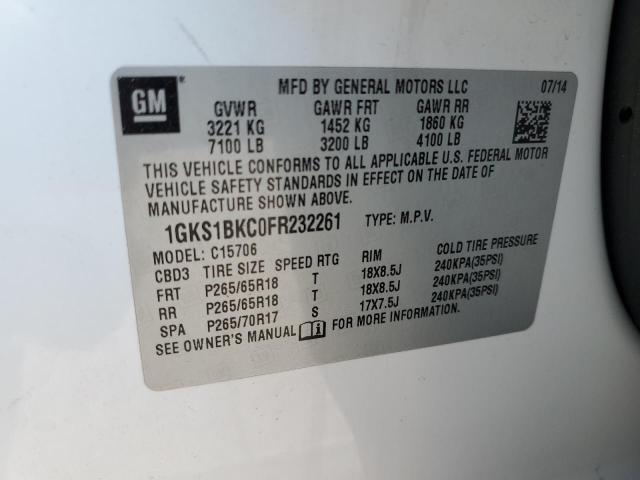 GM
MFD BY GENERAL MOTORS LLC 07/14
GVWR GAWR FRT GAWR RR
3221 KG 1452 KG 1860 KG
7100 LB 3200 LB 4100 LB
THIS VEHICLE CONFORMS TO ALL APPLICABLE U.S. FEDERAL MOTOR
VEHICLE SAFETY STANDARDS IN EFFECT ON THE DATE OF
MANUFACTURE SHOWN ABOVE.
1GKS1BKC0FR232261 TYPE: M.P.V.
MODEL: C15706
CBD3 TIRE SIZE SPEED RTG RIM COLD TIRE PRESSURE
FRT P265/65R18 T 18X8.5J 240KPA(35PSI)
RR P265/65R18 T 18X8.5J 240KPA(35PSI)
SPA P265/70R17 S 17X7.5J 240KPA(35PSI)
SEE OWNER'S MANUAL FOR MORE INFORMATION.